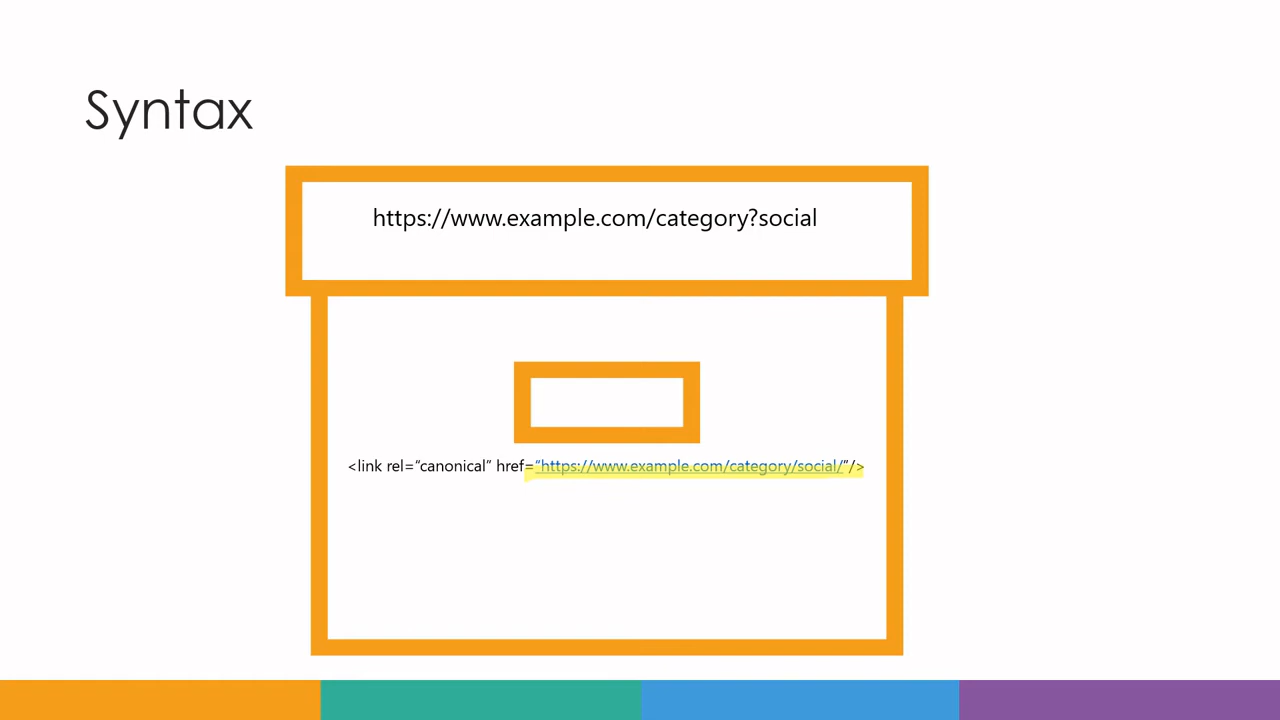 Syntax
https://www.example.com/category?social
<link rel=“canonical” href=“https://www.example.com/category/social/”/>